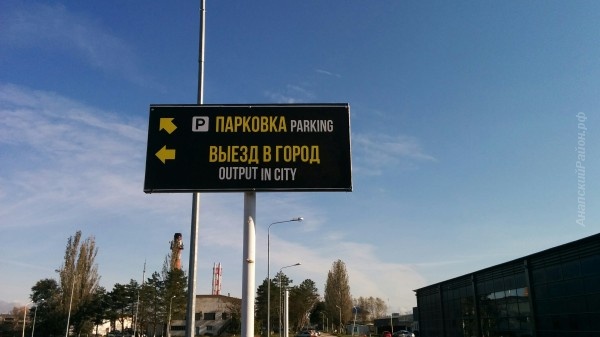 P ПАРКОВКА PARKING
ВЫЕЗД В ГОРОД
OUTPUT IN CITY
АнапскийРайон.рф